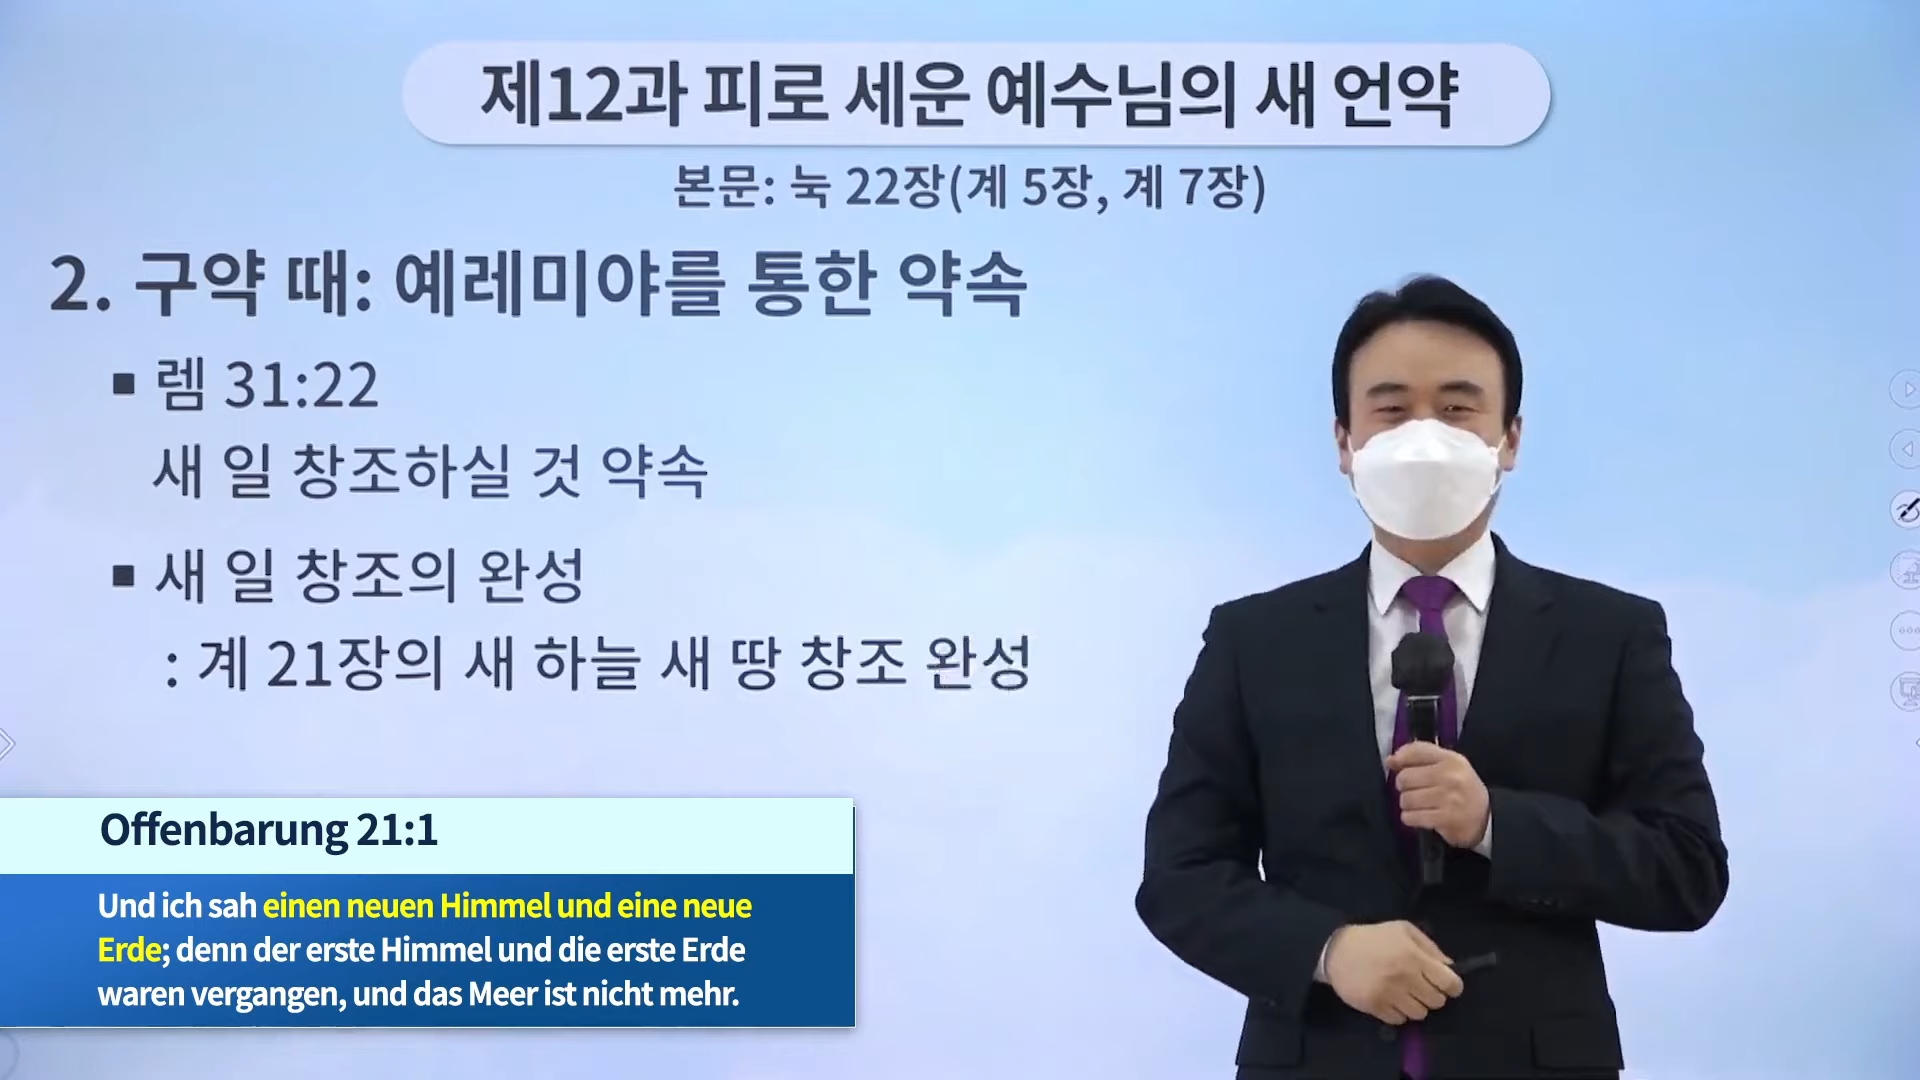 제12과 피로 세운 예수님의 새 언약
본문: 눅 22장(계 5장, 계 7장)
2. 구약 때: 예레미야를 통한 약속
▪ 렘 31:22
새 일 창조하실 것 약속
▪ 새 일 창조의 완성
: 계 21장의 새 하늘 새 땅 창조 완성
Offenbarung 21:1
Und ich sah einen neuen Himmel und eine neue
Erde; denn der erste Himmel und die erste Erde
waren vergangen, und das Meer ist nicht mehr.